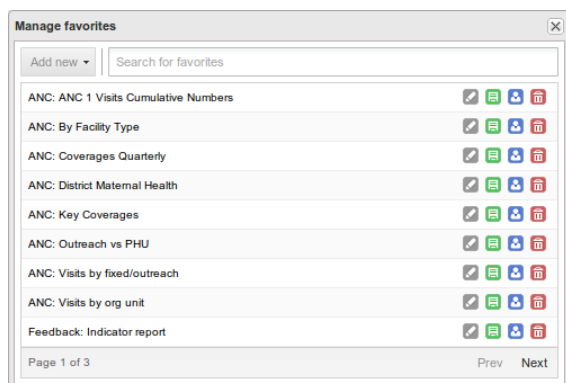 Manage favorites
Add new
Search for favorites
ANC: ANC 1 Visits Cumulative Numbers
ANC: By Facility Type
ANC: Coverages Quarterly
ANC: District Maternal Health
ANC: Key Coverages
ANC: Outreach vs PHU
ANC: Visits by fixed/outreach
ANC: Visits by org unit
Feedback: Indicator report
Page 1 of 3 Prev Next